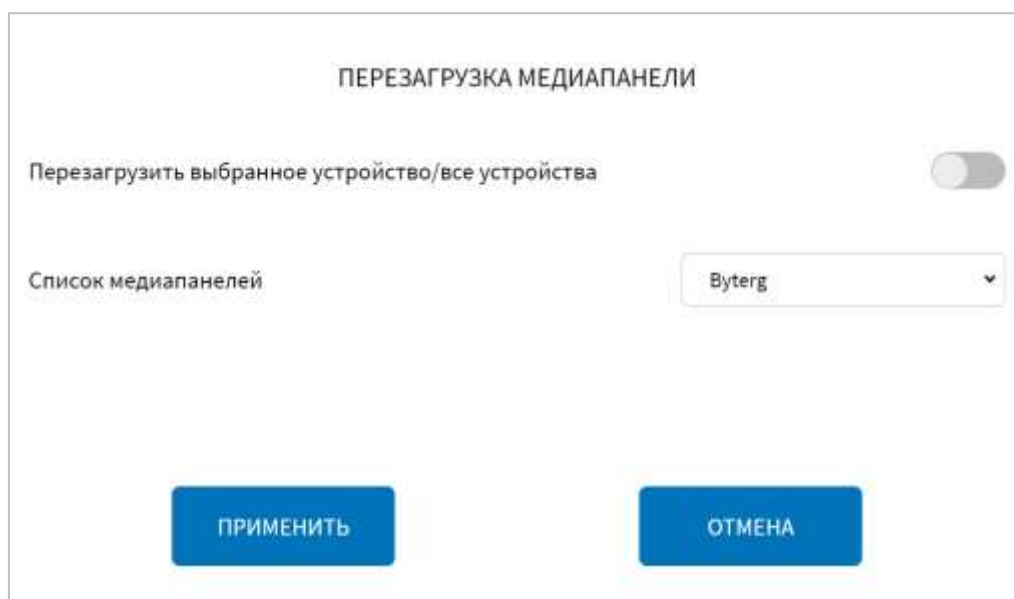 ПЕРЕЗАГРУЗКА МЕДИАПАНЕЛИ
Перезагрузить выбранное устройство/все устройства
Список медиапанелей
Byterg
ПРИМЕНИТЬ
ОТМЕНА